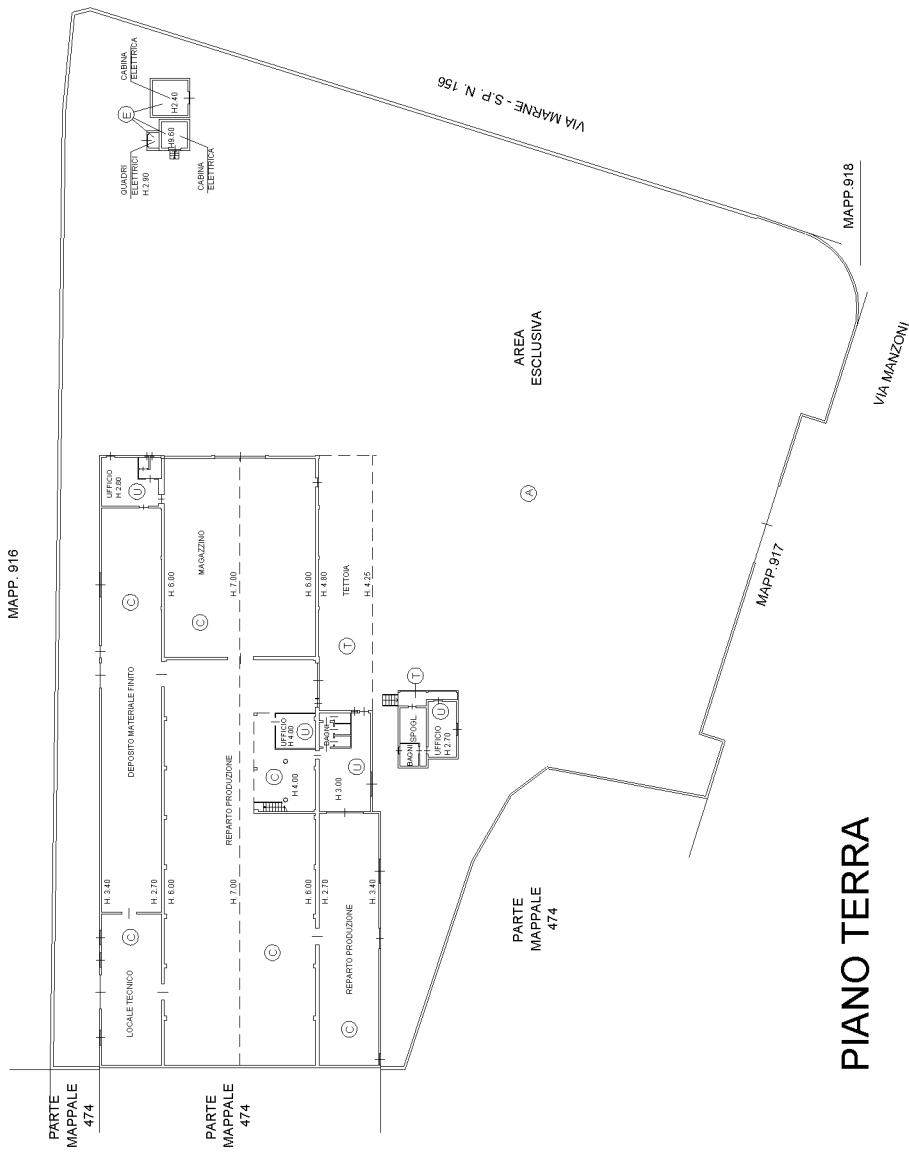 MAPP. 916
CABINA
ELETTRICA
E
H2.40
H9.60
QUADRI
ELETTRICI
H.2.90
CABINA
ELETTRICA
VIA MARNE - S.P. N. 156
MAPP.918
AREA
ESCLUSIVA
VIA MANZONI
A
MAPP.917
UFFICIO
H 2.80
U
MAGAZZINO
H. 6.00
H. 7.00
H. 6.00
H. 4.80
TETTOIA
H. 4.25
C
C
T
DEPOSITO MATERIALE FINITO
REPARTO PRODUZIONE
UFFICIO
H 4.00
U
BAGNI
C
H 4.00
U
H 3.00
T
SPOGL.
BAGNI
UFFICIO
H 2.70
U
H. 3.40
H. 2.70
H. 6.00
H. 7.00
H. 6.00
H. 2.70
H. 3.40
C
C
LOCALE TECNICO
REPARTO PRODUZIONE
C
PARTE
MAPPALE
474
PARTE
MAPPALE
474
PARTE
MAPPALE
474
PIANO TERRA